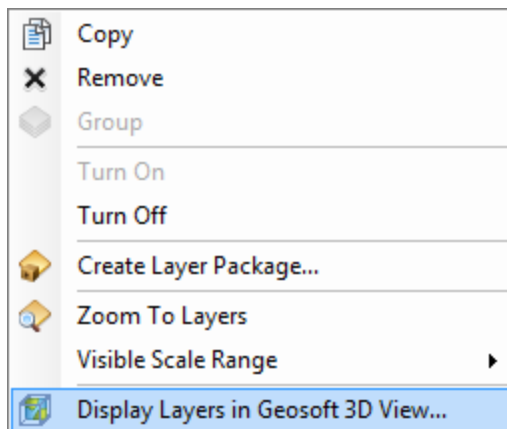 Copy
Remove
Group
Turn On
Turn Off
Create Layer Package...
Zoom To Layers
Visible Scale Range
Display Layers in Geosoft 3D View...